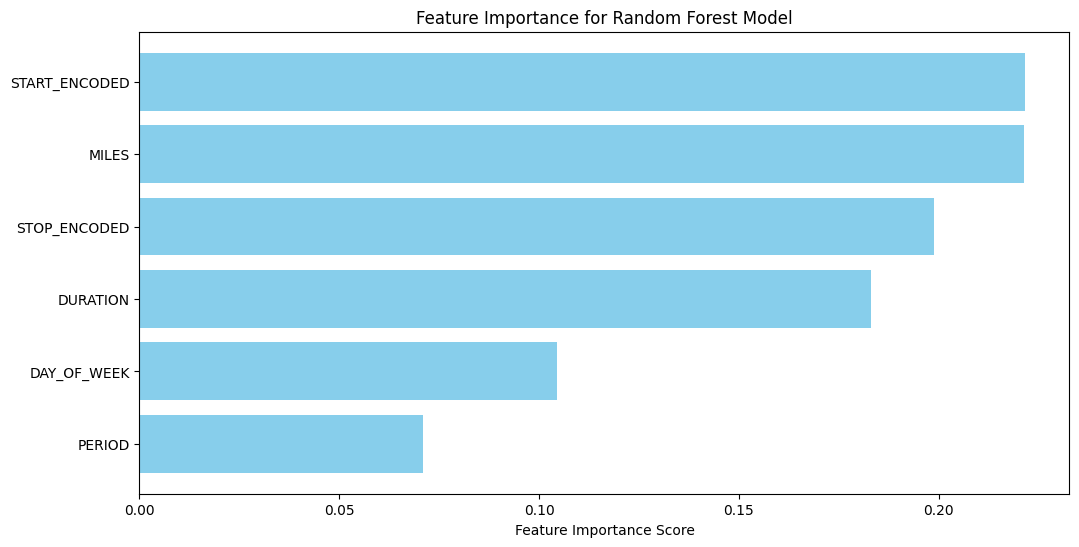 Feature Importance for Random Forest Model
START_ENCODED
MILES
STOP_ENCODED
DURATION
DAY_OF_WEEK
PERIOD
0.00 0.05 0.10 0.15 0.20
Feature Importance Score